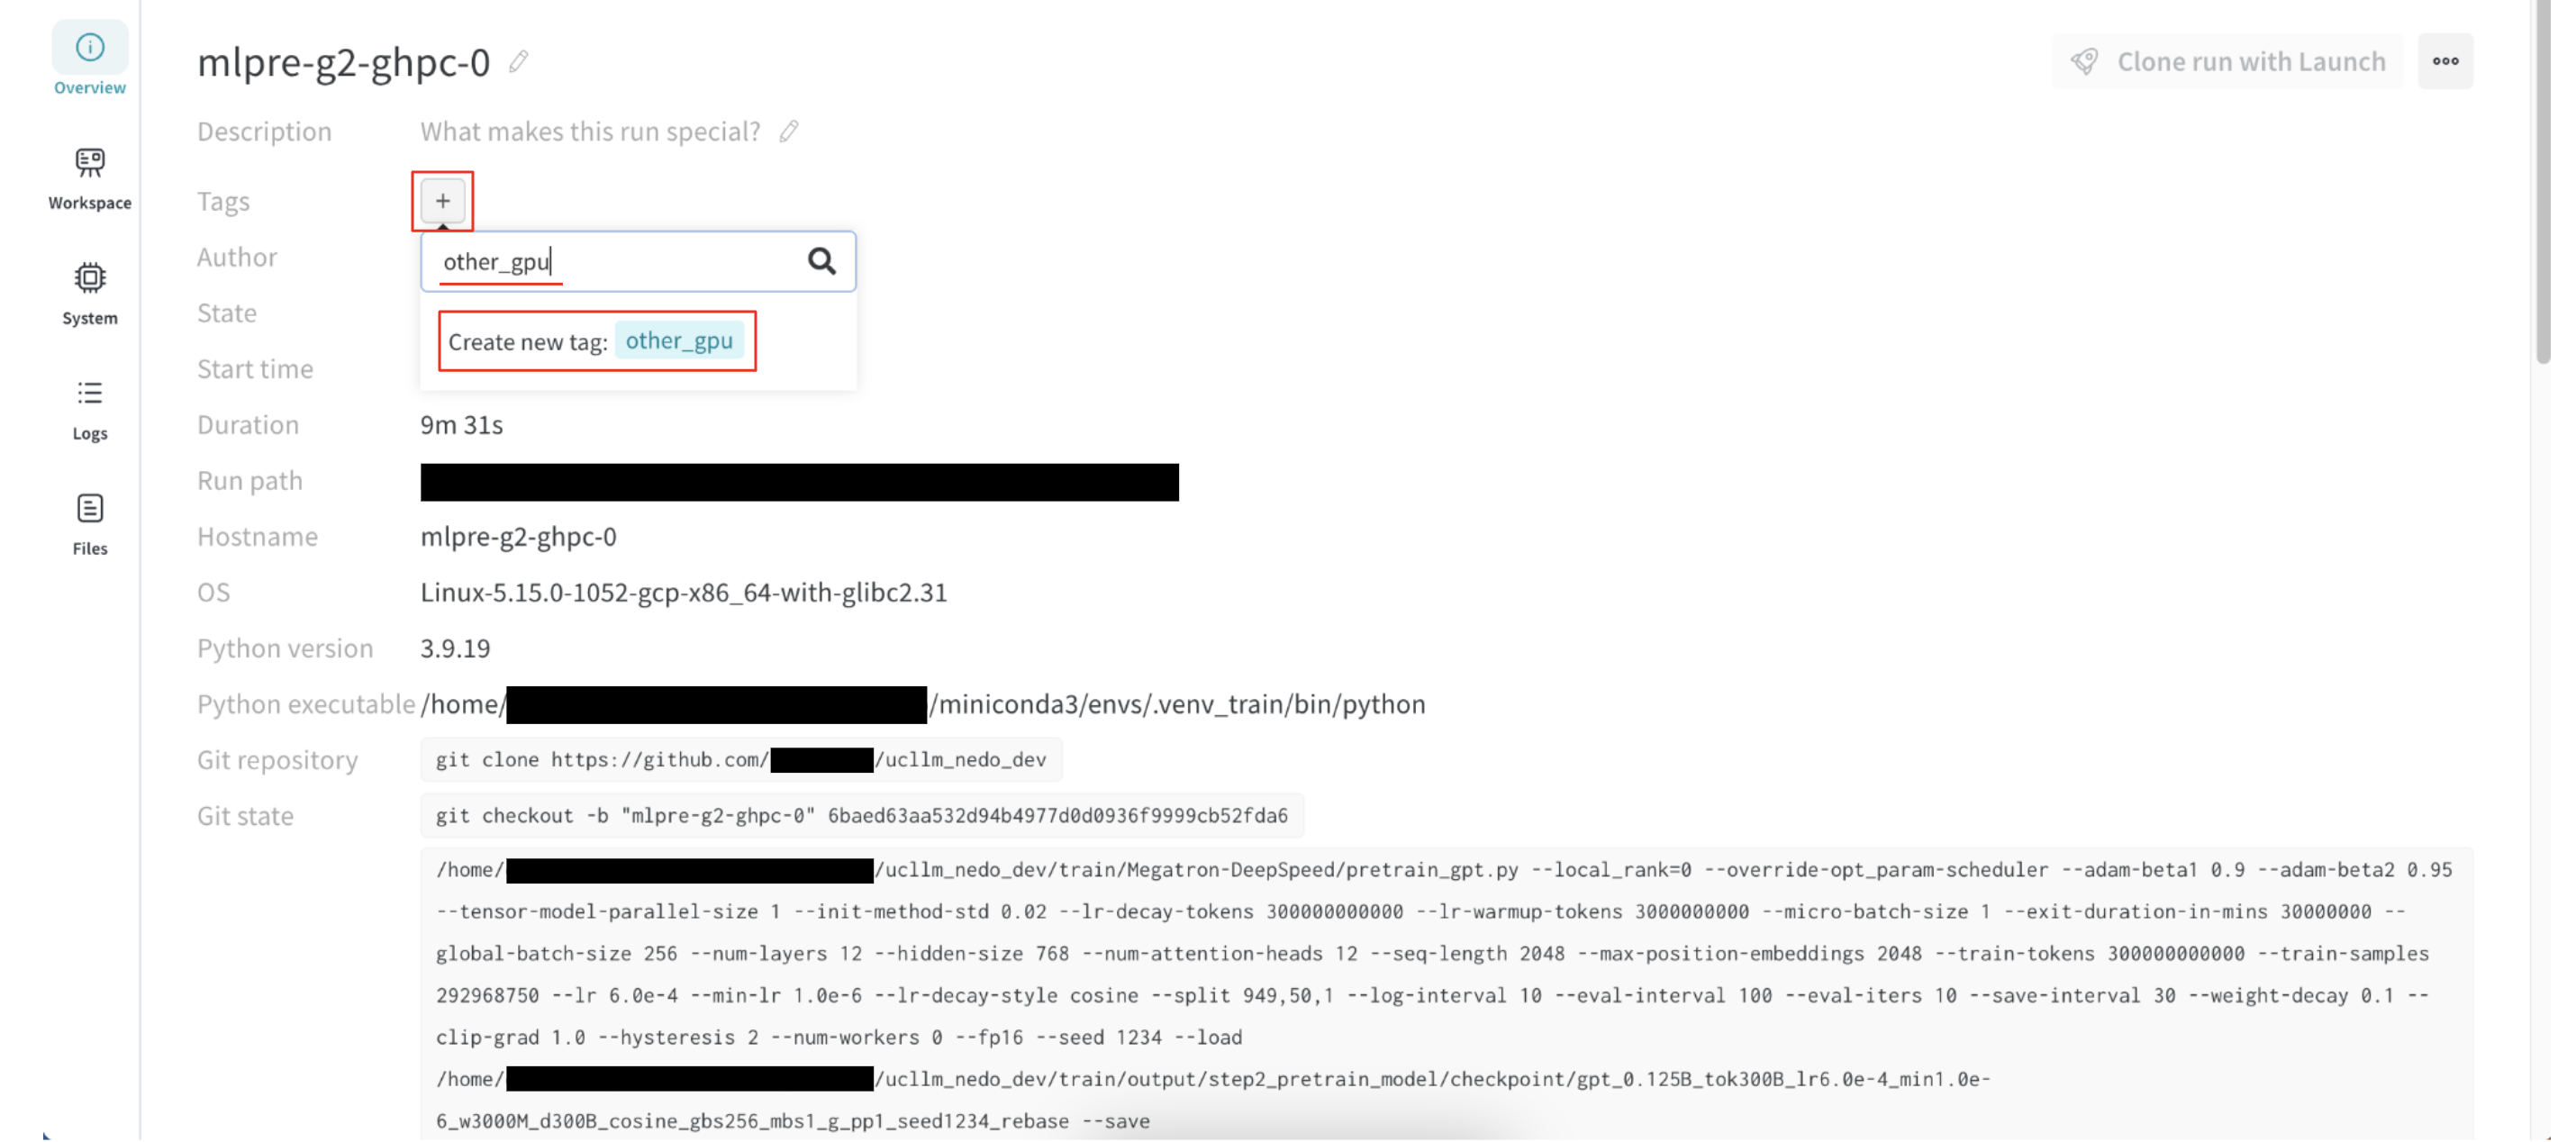 Overview
Workspace
System
Logs
Files
mlpre-g2-ghpc-0
Clone run with Launch
Description What makes this run special?
Tags +
Author other_gpu
State Create new tag: other_gpu
Start time
Duration 9m 31s
Run path
Hostname mlpre-g2-ghpc-0
OS Linux-5.15.0-1052-gcp-x86_64-with-glibc2.31
Python version 3.9.19
Python executable /home/ /miniconda3/envs/.venv_train/bin/python
Git repository git clone https://github.com/ /ucllm_nedo_dev
Git state git checkout -b "mlpre-g2-ghpc-0" 6baed63aa532d94b4977d0d0936f9999cb52fda6
/home/ /ucllm_nedo_dev/train/Megatron-DeepSpeed/pretrain_gpt.py --local_rank=0 --override-opt_param-scheduler --adam-beta1 0.9 --adam-beta2 0.95
--tensor-model-parallel-size 1 --init-method-std 0.02 --lr-decay-tokens 300000000000 --lr-warmup-tokens 3000000000 --micro-batch-size 1 --exit-duration-in-mins 30000000 --
global-batch-size 256 --num-layers 12 --hidden-size 768 --num-attention-heads 12 --seq-length 2048 --max-position-embeddings 2048 --train-tokens 300000000000 --train-samples
292968750 --lr 6.0e-4 --min-lr 1.0e-6 --lr-decay-style cosine --split 949,50,1 --log-interval 10 --eval-interval 100 --eval-iters 10 --save-interval 30 --weight-decay 0.1 --
clip-grad 1.0 --hysteresis 2 --num-workers 0 --fp16 --seed 1234 --load
/home/ /ucllm_nedo_dev/train/output/step2_pretrain_model/checkpoint/gpt_0.125B_tok300B_lr6.0e-4_min1.0e-
6_w3000M_d300B_cosine_gbs256_mbs1_g_pp1_seed1234_rebase --save